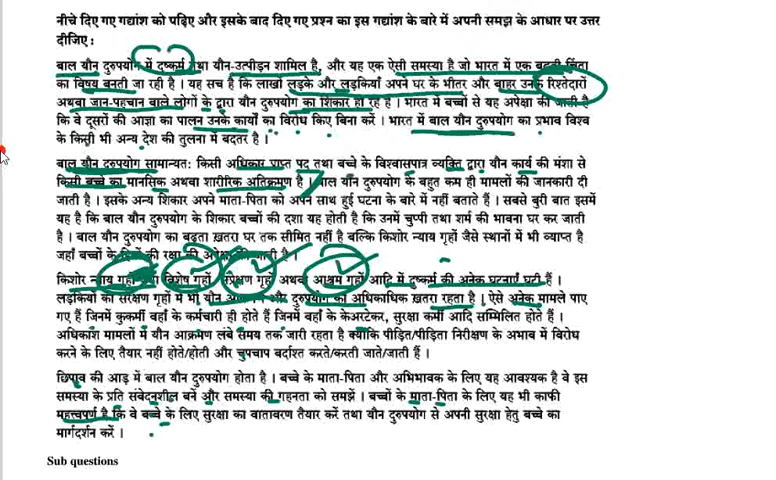 नीचे दिए गए गद्यांश को पढ़िए और इसके बाद दिए गए प्रश्न का इस गद्यांश के बारे में अपनी समझ के आधार पर उत्तर
दीजिए :
बाल यौन दुरुपयोग में दुष्कर्म तथा यौन-उत्पीड़न शामिल है, और यह एक ऐसी समस्या है जो भारत में एक बढ़ती चिंता
का विषय बनती जा रही है । यह सच है कि लाखों लड़के और लड़कियाँ अपने घर के भीतर और बाहर उनके रिश्तेदारों
अथवा जान-पहचान वाले लोगों के द्वारा यौन दुरुपयोग का शिकार हो रहे है । भारत में बच्चों से यह अपेक्षा की जाती है
कि वे दूसरों की आज्ञा का पालन उनके कार्यों का विरोध किए बिना करें । भारत में बाल यौन दुरुपयोग का प्रभाव विश्व
के किसी भी अन्य देश की तुलना में बदतर है ।
बाल यौन दुरुपयोग सामान्यत: किसी अधिकार प्राप्त पद तथा बच्चे के विश्वासपात्र व्यक्ति द्वारा यौन कार्य की मंशा से
किसी बच्चे का मानसिक अथवा शारीरिक अतिक्रमण है । बाल यौन दुरुपयोग के बहुत कम ही मामलों की जानकारी दी
जाती है । इसके अन्य शिकार अपने माता-पिता को अपने साथ हुई घटना के बारे में नहीं बताते हैं । सबसे बुरी बात इसमें
यह है कि बाल यौन दुरुपयोग के शिकार बच्चों की दशा यह होती है कि उनमें चुप्पी तथा शर्म की भावना घर कर जाती
है । बाल यौन दुरुपयोग का बढ़ता ख़तरा घर तक सीमित नहीं है बल्कि किशोर न्याय गृहों जैसे स्थानों में भी व्याप्त है
जहाँ बच्चों के हितों की रक्षा की अपेक्षा की जाती है ।
किशोर न्याय गृहों विशेष गृहों संप्रेक्षण गृहों अथवा आश्रम गृहों आदि में दुष्कर्म की अनेक घटनाएँ घटी हैं ।
लड़कियों के संरक्षण गृहों में भी यौन और दुरुपयोग का अधिकाधिक ख़तरा रहता है । ऐसे अनेक मामले पाए
गए हैं जिनमें कुकर्मी वहाँ के कर्मचारी ही होते हैं जिनमें वहाँ के केअरटेकर, सुरक्षा कर्मी आदि सम्मिलित होते हैं ।
अधिकांश मामलों में यौन आक्रमण लंबे समय तक जारी रहता है क्योंकि पीड़ित/पीड़िता निरीक्षण के अभाव में विरोध
करने के लिए तैयार नहीं होते/होती और चुपचाप बर्दाश्त करते/करती जाते/जाती हैं ।
छिपाव की आड़ में बाल यौन दुरुपयोग होता है । बच्चे के माता-पिता और अभिभावक के लिए यह आवश्यक है वे इस
समस्या के प्रति संवेदनशील बनें और समस्या की गहनता को समझें । बच्चों के माता-पिता के लिए यह भी काफी
महत्त्वपूर्ण है कि वे बच्चे के लिए सुरक्षा का वातावरण तैयार करें तथा यौन दुरुपयोग से अपनी सुरक्षा हेतु बच्चे का
मार्गदर्शन करें ।
Sub questions